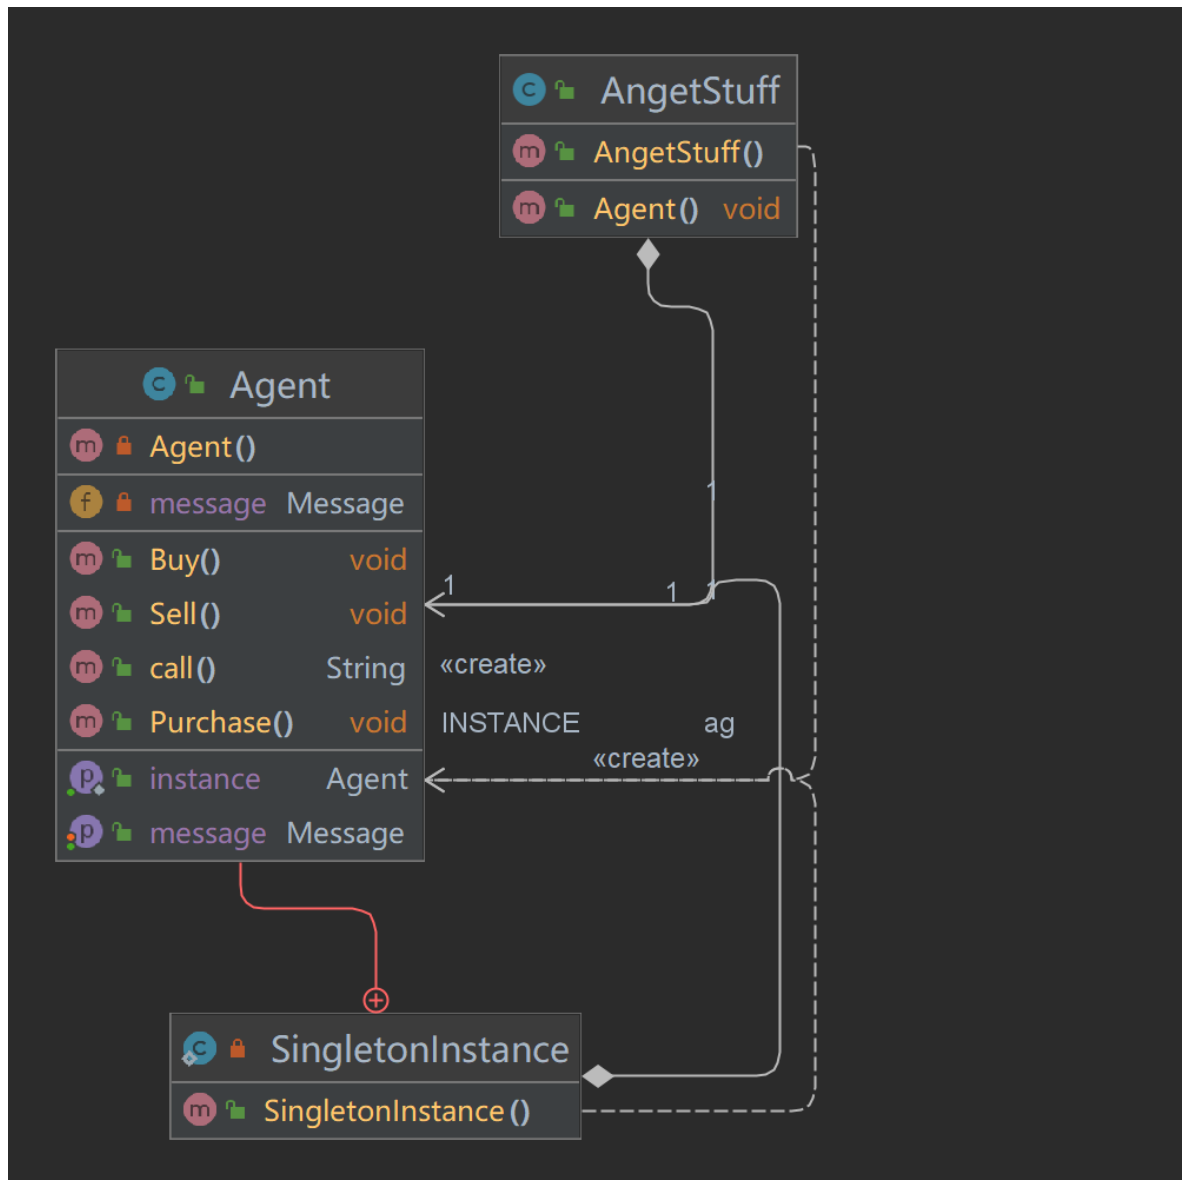 AngetStuff
AngetStuff()
Agent() void
Agent
Agent()
message Message
Buy() void
Sell() void
call() String
Purchase() void
instance Agent
message Message
1
1
1
1
«create»
INSTANCE ag
«create»
SingletonInstance
SingletonInstance()